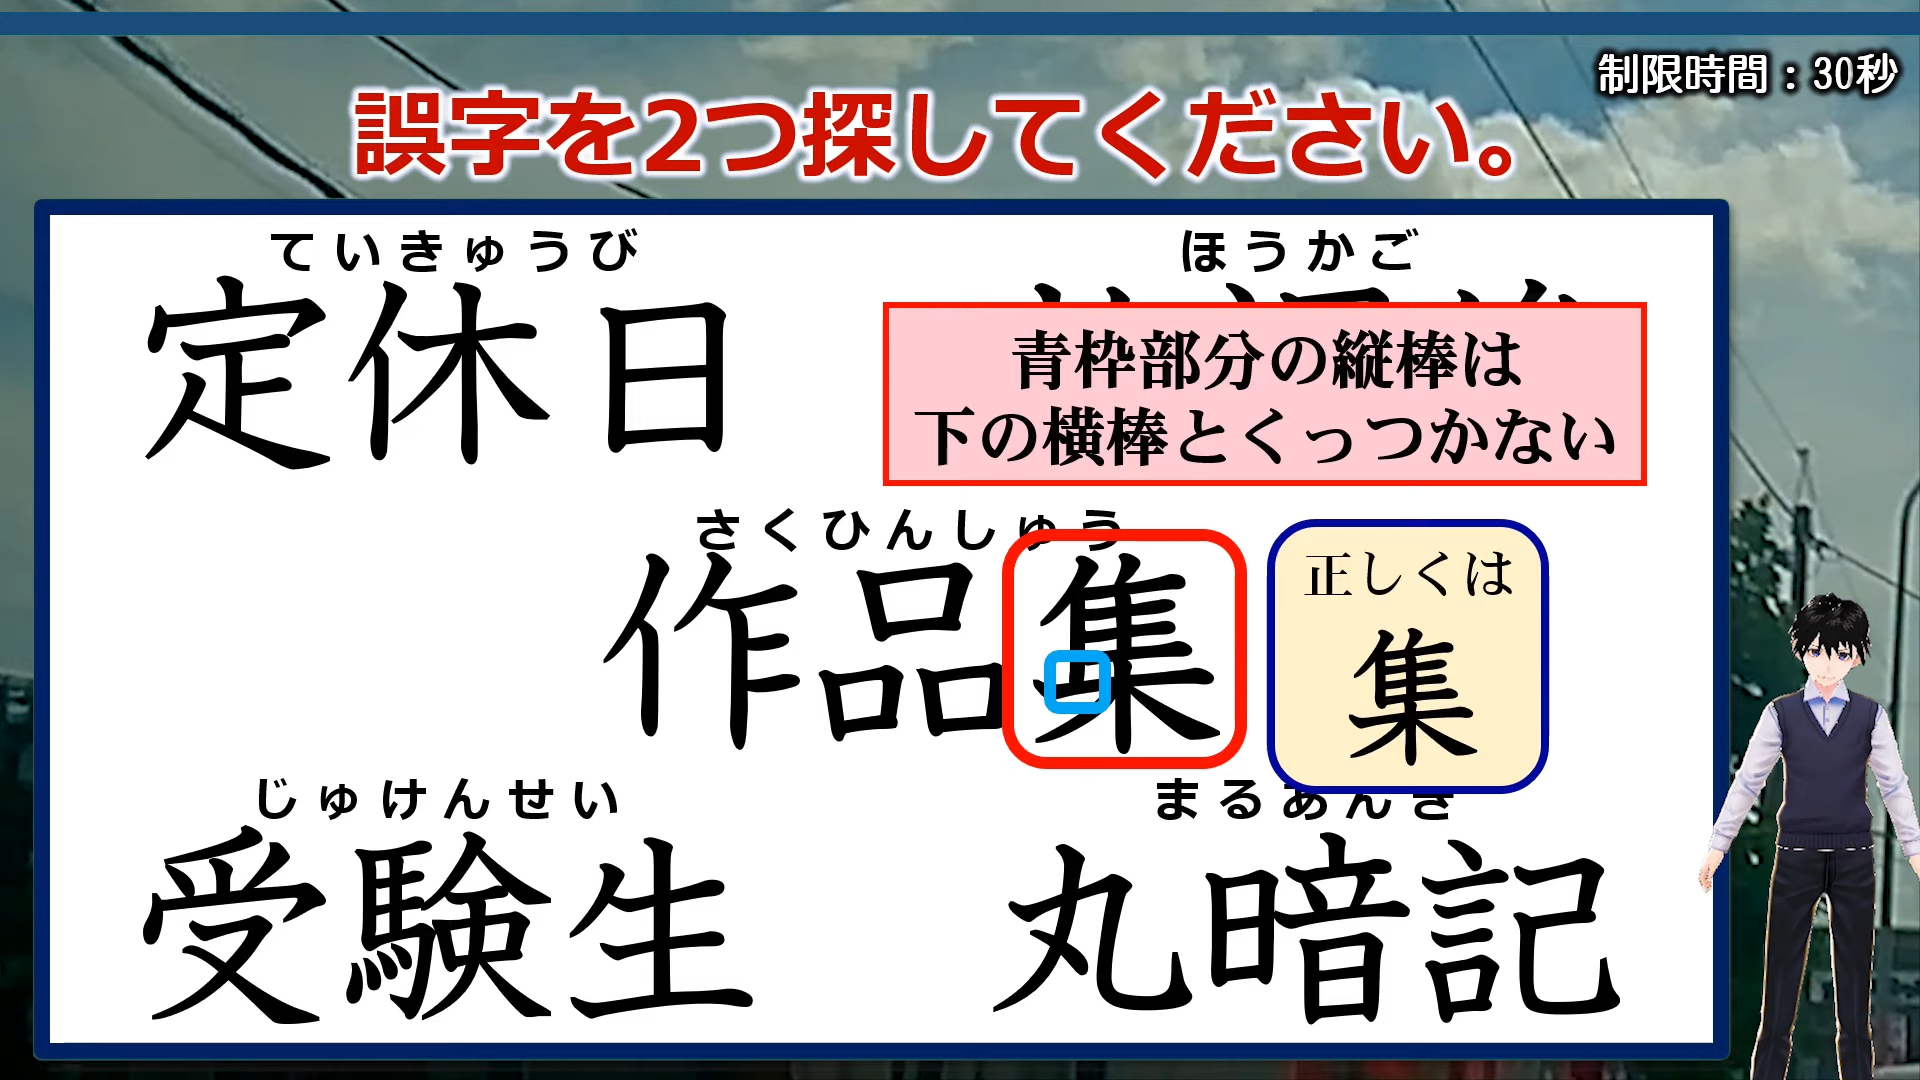 制限時間：30秒
誤字を2つ探してください。
ていきゅうび
定休日
ほうかご
青枠部分の縦棒は
下の横棒とくっつかない
さくひんしゅう
作品集
正しくは
集
じゅけんせい
受験生
まるあんき
丸暗記